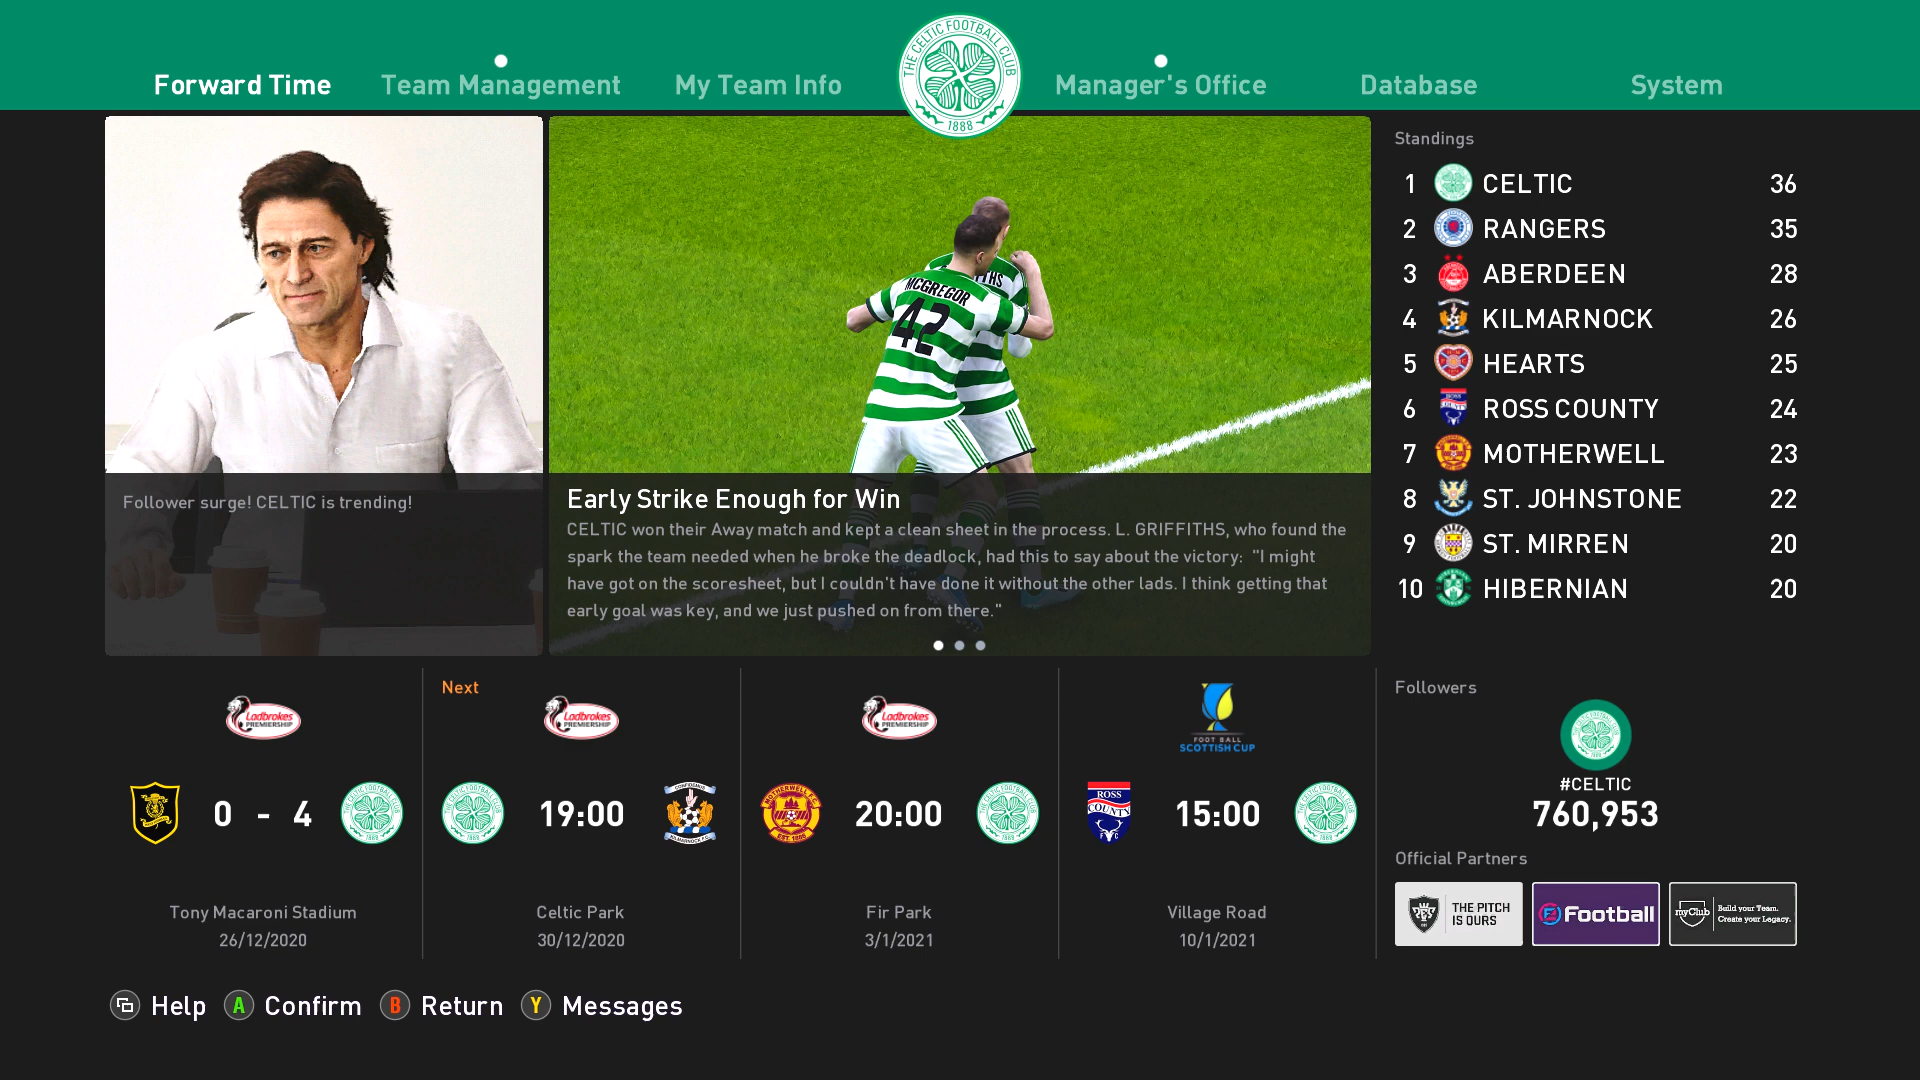 Forward Time
Team Management
My Team Info
THE CELTIC FOOTBALL CLUB
1888
Manager's Office
Database
System
MCGREGOR
42
Follower surge! CELTIC is trending!
Early Strike Enough for Win
CELTIC won their Away match and kept a clean sheet in the process. L. GRIFFITHS, who found the
spark the team needed when he broke the deadlock, had this to say about the victory: "I might
have got on the scoresheet, but I couldn't have done it without the other lads. I think getting that
early goal was key, and we just pushed on from there."
Standings
1 CELTIC 36
2 RANGERS 35
3 ABERDEEN 28
4 KILMARNOCK 26
5 HEARTS 25
6 ROSS COUNTY 24
7 MOTHERWELL 23
8 ST. JOHNSTONE 22
9 ST. MIRREN 20
10 HIBERNIAN 20
Ladbrokes
PREMIERSHIP
0 - 4
Tony Macaroni Stadium
26/12/2020
Next
Ladbrokes
PREMIERSHIP
19:00
Celtic Park
30/12/2020
Ladbrokes
PREMIERSHIP
MOTHERWELL F.C.
EST. 1886
20:00
Fir Park
3/1/2021
FOOT BALL
SCOTTISH CUP
ROSS
COUNTY
FC
15:00
Village Road
10/1/2021
Followers
#CELTIC
760,953
Official Partners
PES
THE PITCH
IS OURS
eFootball
myClub
Build your Team.
Create your Legacy.
Help
A Confirm
B Return
Y Messages